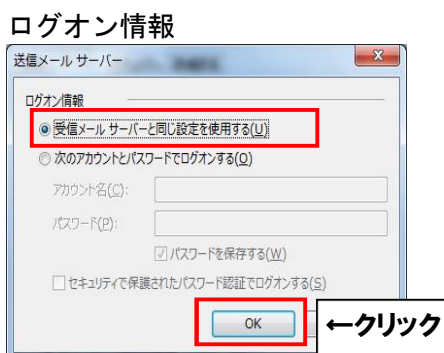 ログオン情報
送信メール サーバー
ログオン情報
受信メール サーバーと同じ設定を使用する(U)
次のアカウントとパスワードでログオンする(O)
アカウント名(C):
パスワード(P):
パスワードを保存する(W)
セキュリティで保護されたパスワード認証でログオンする(S)
OK
←クリック